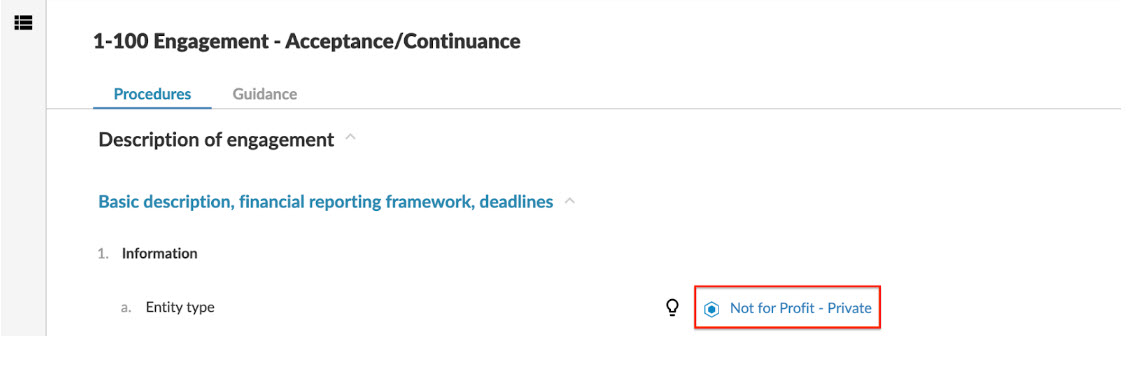 1-100 Engagement - Acceptance/Continuance
Procedures Guidance
Description of engagement
Basic description, financial reporting framework, deadlines
1. Information
a. Entity type Not for Profit - Private